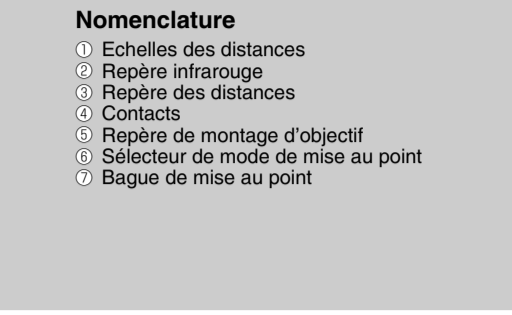 Nomenclature
① Echelles des distances
② Repère infrarouge
③ Repère des distances
④ Contacts
⑤ Repère de montage d’objectif
⑥ Sélecteur de mode de mise au point
⑦ Bague de mise au point